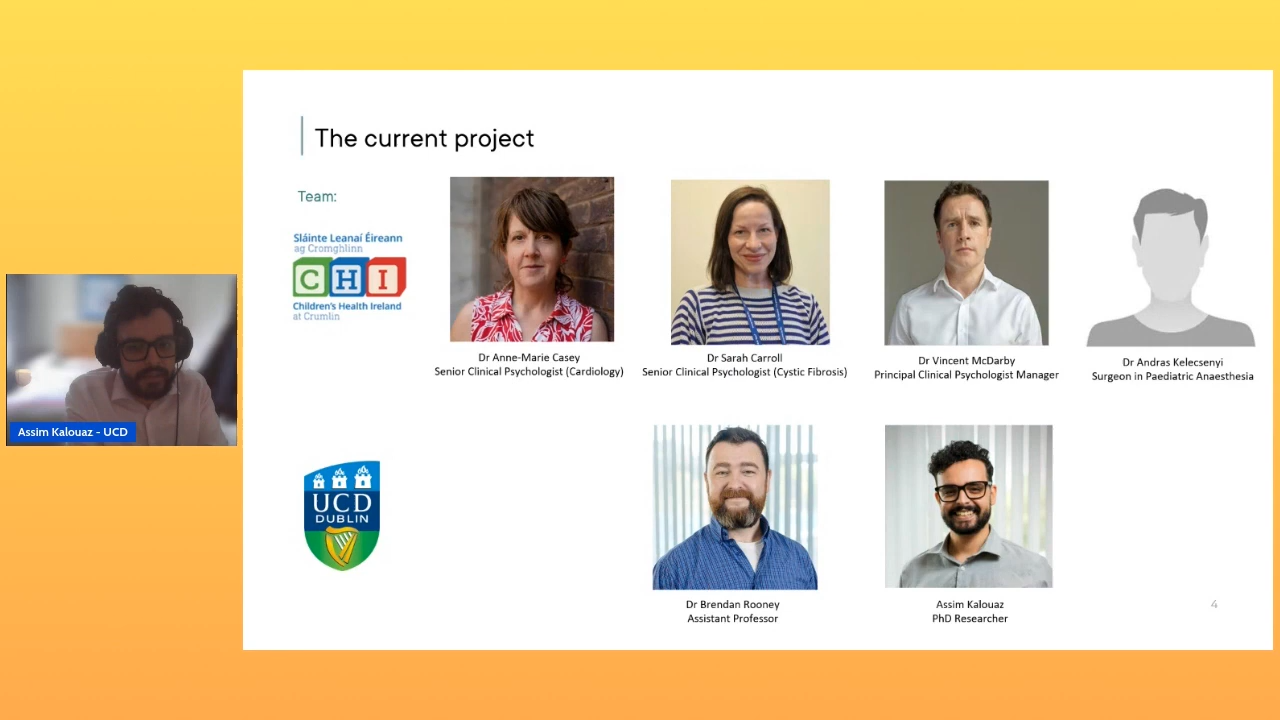 The current project
Team:
Sláinte Leanaí Éireann
ag Cromghlinn
CHI
Children's Health Ireland
at Crumlin
Dr Anne-Marie Casey
Senior Clinical Psychologist (Cardiology)
Dr Sarah Carroll
Senior Clinical Psychologist (Cystic Fibrosis)
Dr Vincent McDarby
Principal Clinical Psychologist Manager
Dr Andras Kelecsenyi
Surgeon in Paediatric Anaesthesia
Assim Kalouaz - UCD
UCD
DUBLIN
Dr Brendan Rooney
Assistant Professor
Assim Kalouaz
PhD Researcher
4